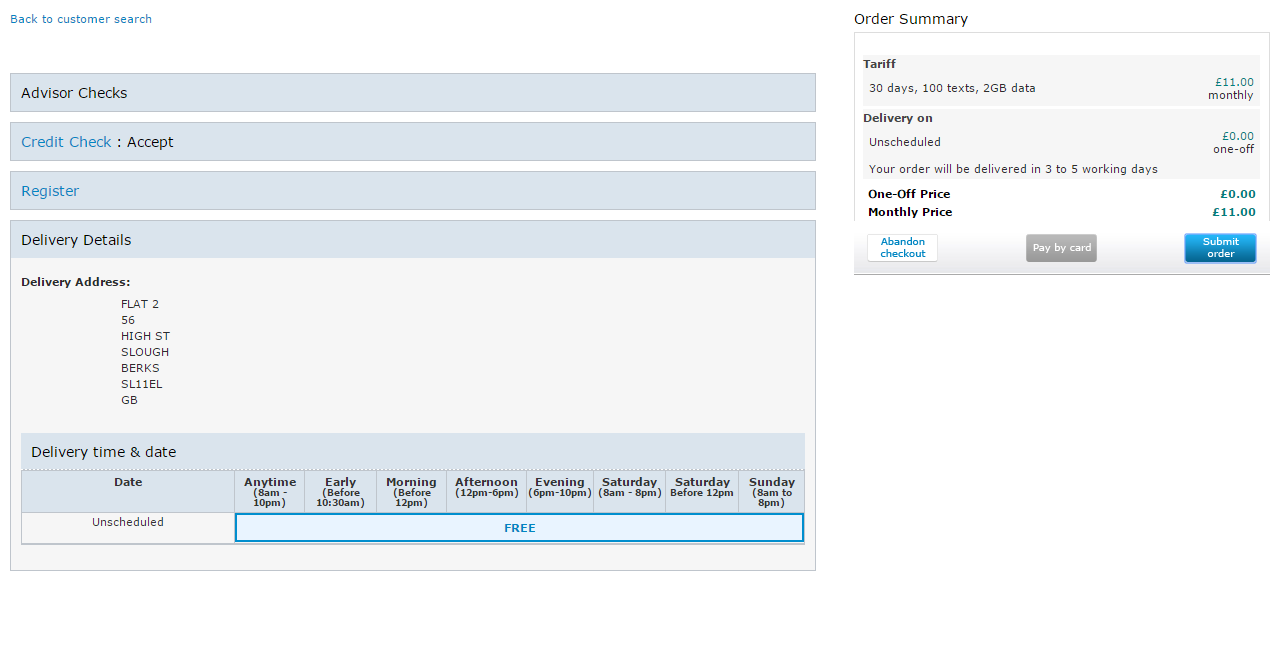 Back to customer search
Advisor Checks
Credit Check : Accept
Register
Delivery Details
Delivery Address:
FLAT 2
56
HIGH ST
SLOUGH
BERKS
SL11EL
GB
Delivery time & date
Date
Anytime
(8am -
10pm)
Early
(Before
10:30am)
Morning
(Before
12pm)
Afternoon
(12pm-6pm)
Evening
(6pm-10pm)
Saturday
(8am - 8pm)
Saturday
Before 12pm
Sunday
(8am to
8pm)
Unscheduled
FREE
Order Summary
Tariff
30 days, 100 texts, 2GB data
£11.00
monthly
Delivery on
Unscheduled
£0.00
one-off
Your order will be delivered in 3 to 5 working days
One-Off Price £0.00
Monthly Price £11.00
Abandon
checkout
Pay by card
Submit
order